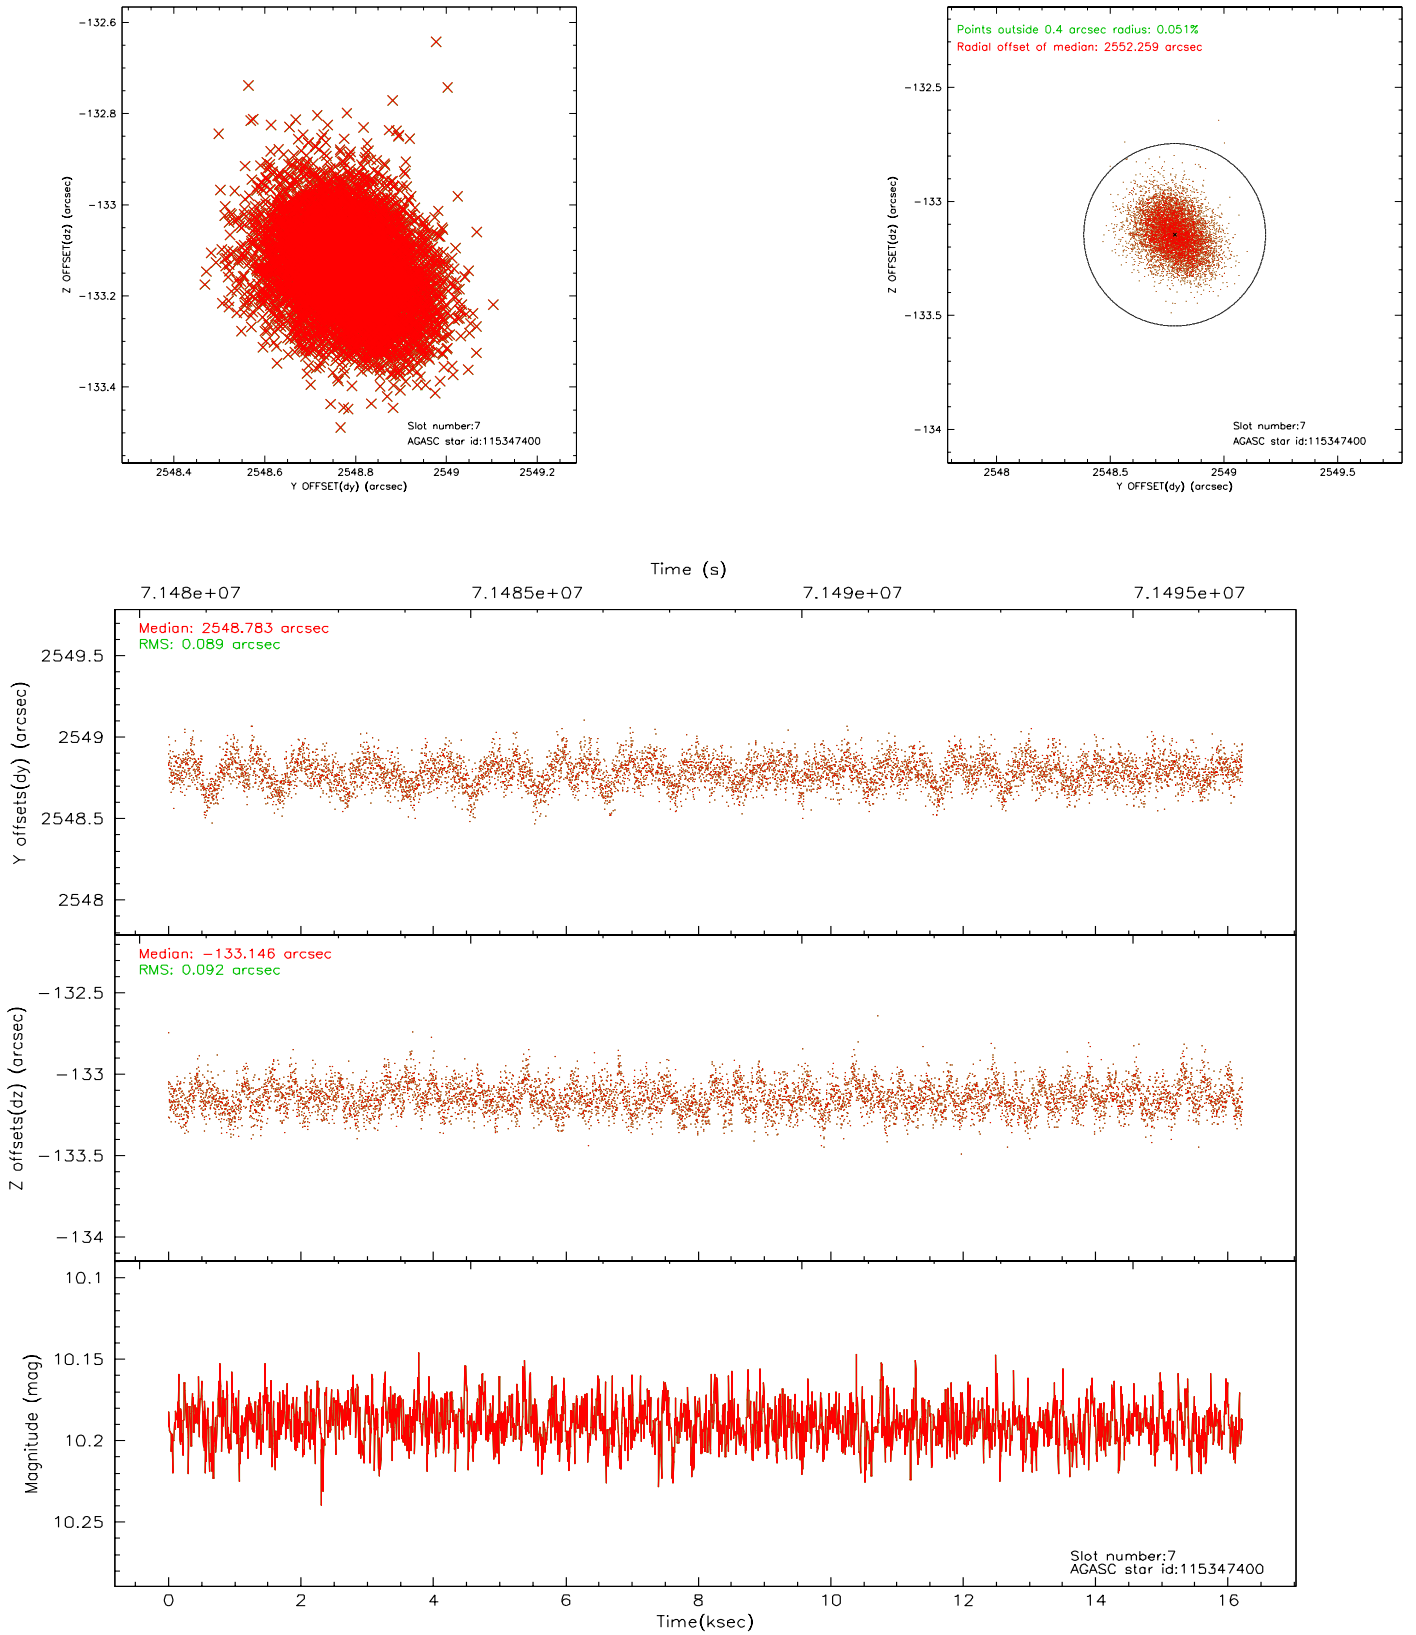 -132.6
-132.8
-133
-133.2
-133.4
Z OFFSET(dz) (arcsec)
Slot number:7
AGASC star id:115347400
2548.4 2548.6 2548.8 2549 2549.2
Y OFFSET(dy) (arcsec)
Points outside 0.4 arcsec radius: 0.051%
Radial offset of median: 2552.259 arcsec
-132.5
-133
-133.5
-134
Z OFFSET(dz) (arcsec)
Slot number:7
AGASC star id:115347400
2548 2548.5 2549 2549.5
Y OFFSET(dy) (arcsec)
Time (s)
7.148e+07 7.1485e+07 7.149e+07 7.1495e+07
Median: 2548.783 arcsec
RMS: 0.089 arcsec
2549.5
2549
2548.5
2548
Y offsets(dy) (arcsec)
Median: -133.146 arcsec
RMS: 0.092 arcsec
-132.5
-133
-133.5
-134
Z offsets(dz) (arcsec)
10.1
10.15
10.2
10.25
Magnitude (mag)
Slot number:7
AGASC star id:115347400
0 2 4 6 8 10 12 14 16
Time(ksec)